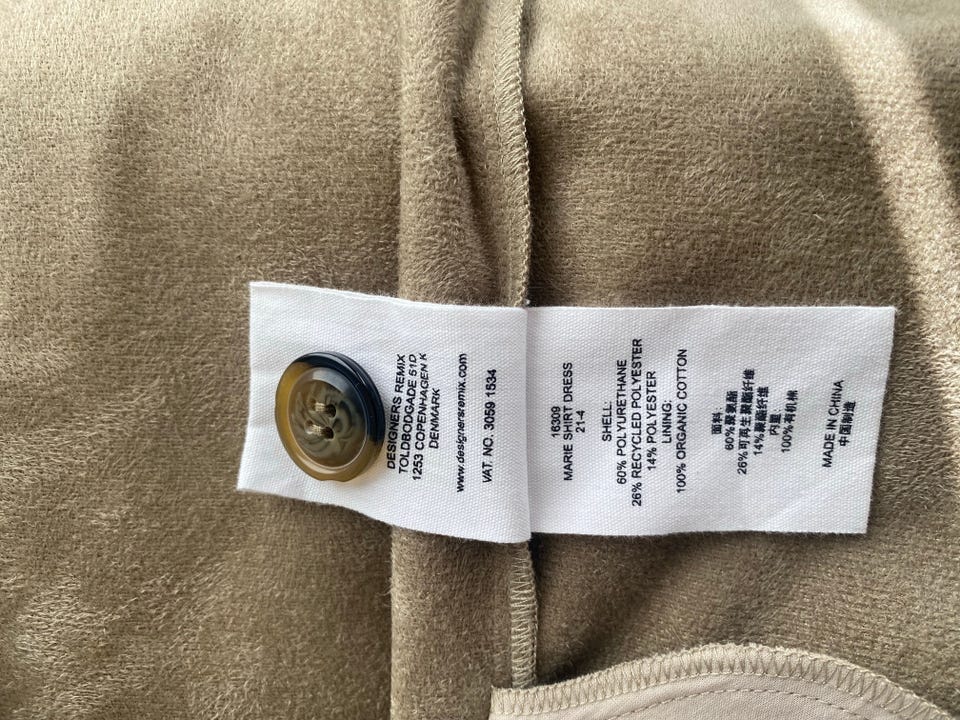 DESIGNERS REMIX
TOLDBODGADE 51D
1253 COPENHAGEN K
DENMARK
www.designersremix.com
VAT. NO. 3059 1534
16309
MARIE SHIRT DRESS
21-4
SHELL:
60% POLYURETHANE
26% RECYCLED POLYESTER
14% POLYESTER
LINING:
100% ORGANIC COTTON
面料:
60%聚氨酯
26%可再生聚酯纤维
14%聚酯纤维
内里:
100%有机棉
MADE IN CHINA
中国制造